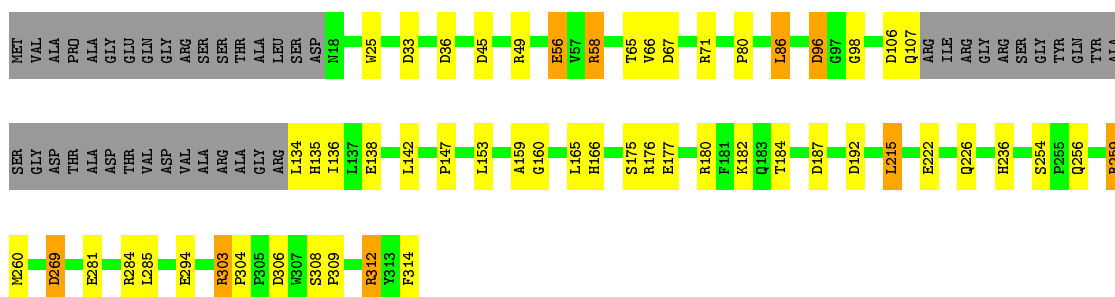 MET VAL ALA PRO ALA GLY GLU GLN GLY ARG SER SER THR ALA LEU SER ASP N18 W25 D33 D36 D45 R49 E56 V57 R58 T65 V66 D67 R71 P80 L86 D96 G97 G98 D106 Q107 ARG ILE ARG GLY ARG SER GLY TYR GLN TYR ALA
SER GLY ASP THR ALA ASP THR VAL ASP VAL ALA ARG ALA GLY ARG L134 H135 I136 L137 E138 L142 P147 L153 A159 G160 L165 H166 S175 R176 E177 R180 F181 K182 Q183 T184 D187 D192 L215 E222 Q226 H236 S254 P255 Q256 R259
M260 D269 E281 R284 L285 E294 R303 P304 P305 D306 W307 S308 P309 R312 Y313 F314